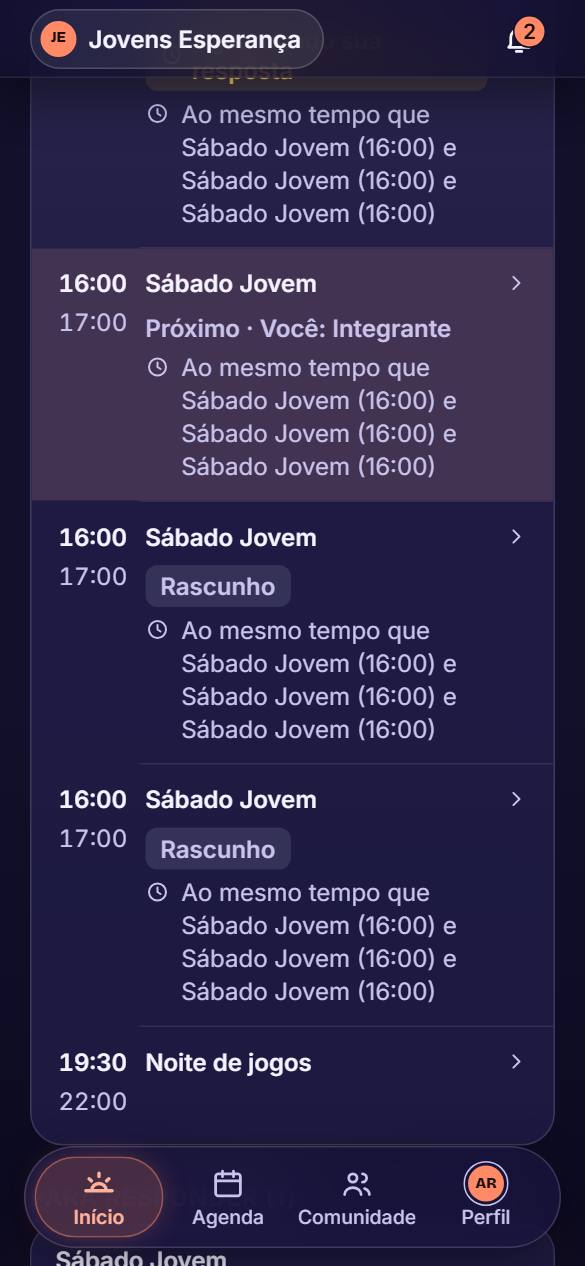 JE Jovens Esperança
2
sua
resposta
Ao mesmo tempo que
Sábado Jovem (16:00) e
Sábado Jovem (16:00) e
Sábado Jovem (16:00)
16:00 Sábado Jovem
17:00 Próximo · Você: Integrante
Ao mesmo tempo que
Sábado Jovem (16:00) e
Sábado Jovem (16:00) e
Sábado Jovem (16:00)
16:00 Sábado Jovem
17:00 Rascunho
Ao mesmo tempo que
Sábado Jovem (16:00) e
Sábado Jovem (16:00) e
Sábado Jovem (16:00)
16:00 Sábado Jovem
17:00 Rascunho
Ao mesmo tempo que
Sábado Jovem (16:00) e
Sábado Jovem (16:00) e
Sábado Jovem (16:00)
19:30 Noite de jogos
22:00
AR
Início Agenda Comunidade Perfil
Sábado Jovem